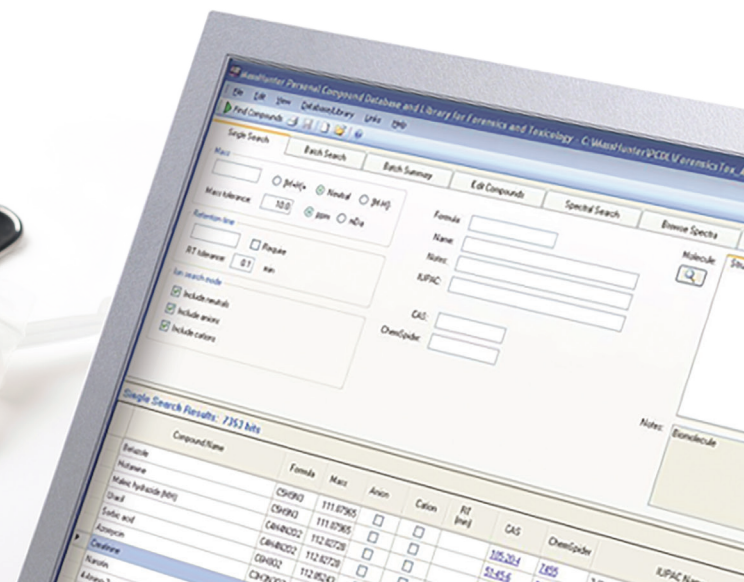 MassHunter Personal Compound Database and Library for Forensics and Toxicology - C:\MassHunter\PCDL\ForensicsTox_A
File Edit View Database/Library Links Help
Find Compounds
Single Search Batch Search Batch Summary Edit Compounds Spectral Search Browse Spectra
Mass
[M+H]+ Neutral [M-H]-
Mass tolerance: 10.0 ppm mDa
Retention time
Require
RT tolerance: 0.1 min
Ion search mode
Include neutrals
Include anions
Include cations
Formula:
Name:
Notes:
IUPAC:
CAS:
ChemSpider:
Molecule:
Notes: Biomolecule
Single Search Results: 7353 hits
Compound Name Formula Mass Anion Cation RT (min) CAS ChemSpider IUPAC Name
Betazole C5H9N3 111.07965
Histamine C5H9N3 111.07965
Maleic hydrazide (MH) C4H4N2O2 112.02728
Uracil C4H4N2O2 112.02728
Sorbic acid C6H8O2 112.05243
Creatinine
105-20-4 7455
51-45-6